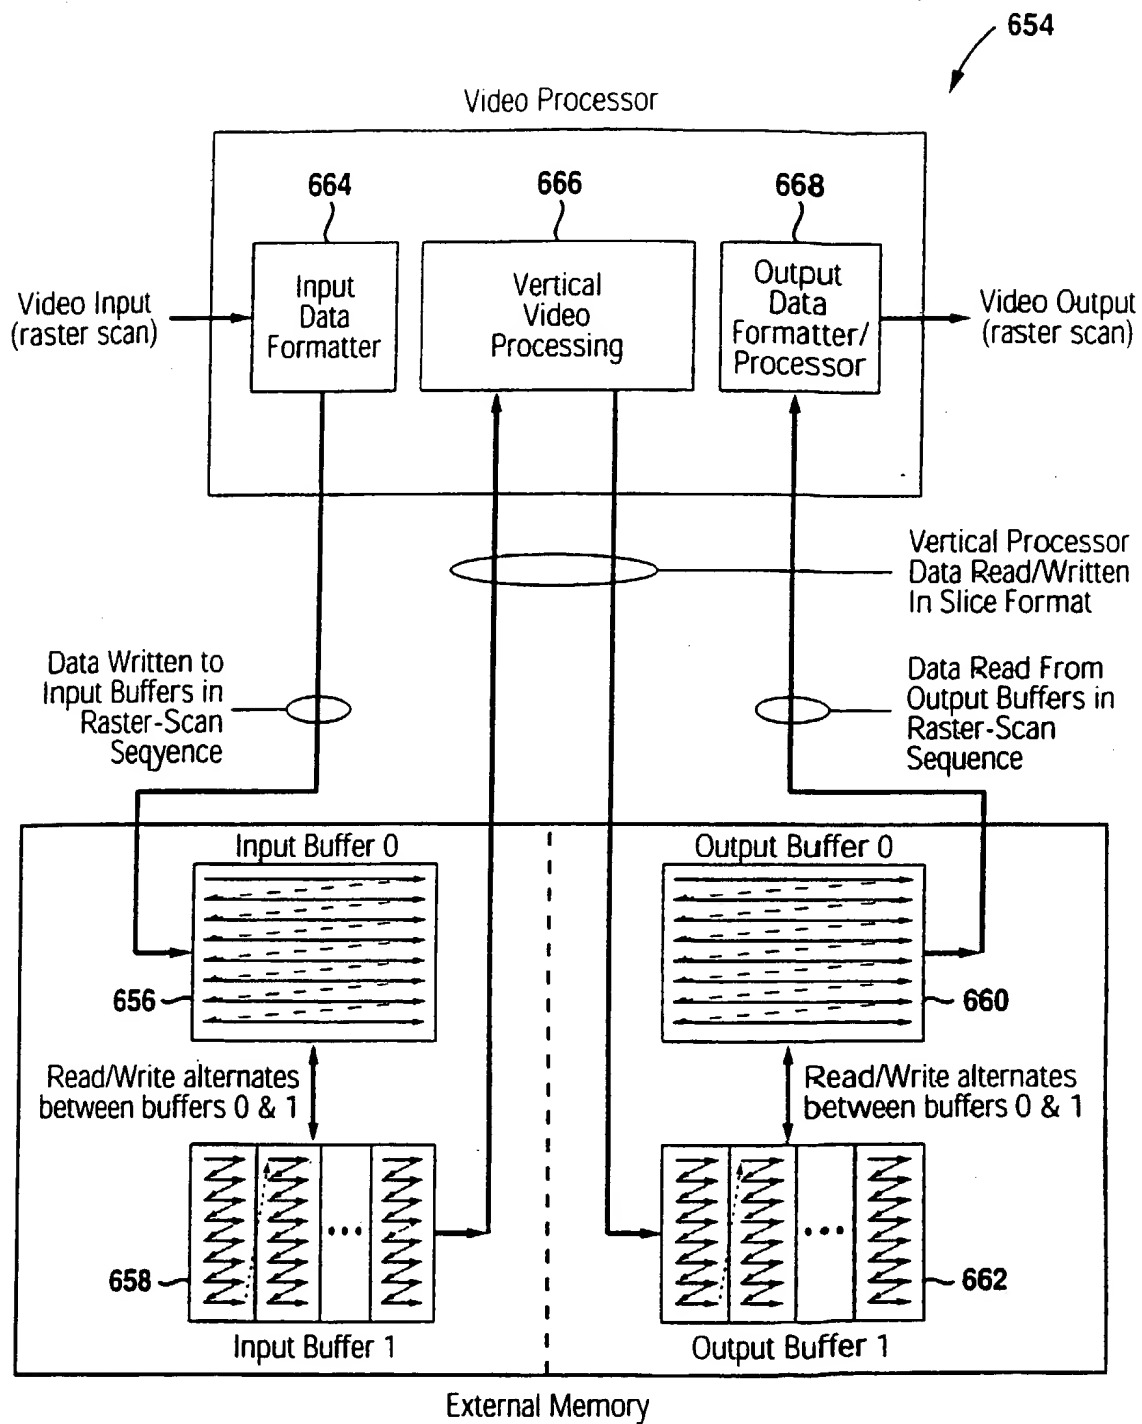 654
Video Processor
664
666
668
Input
Data
Formatter
Vertical
Video
Processing
Output
Data
Formatter/
Processor
Video Input
(raster scan)
Video Output
(raster scan)
Vertical Processor
Data Read/Written
In Slice Format
Data Written to
Input Buffers in
Raster-Scan
Seqyence
Data Read From
Output Buffers in
Raster-Scan
Sequence
Input Buffer 0
Output Buffer 0
656
660
Read/Write alternates
between buffers 0 & 1
Read/Write alternates
between buffers 0 & 1
658
662
Input Buffer 1
Output Buffer 1
External Memory